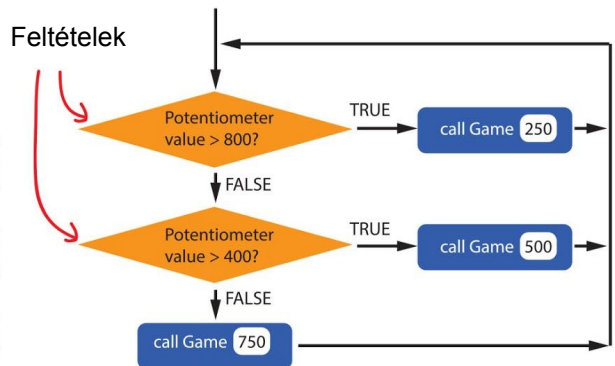 Feltételek
Potentiometer
value > 800?
TRUE
call Game 250
FALSE
Potentiometer
value > 400?
TRUE
call Game 500
FALSE
call Game 750